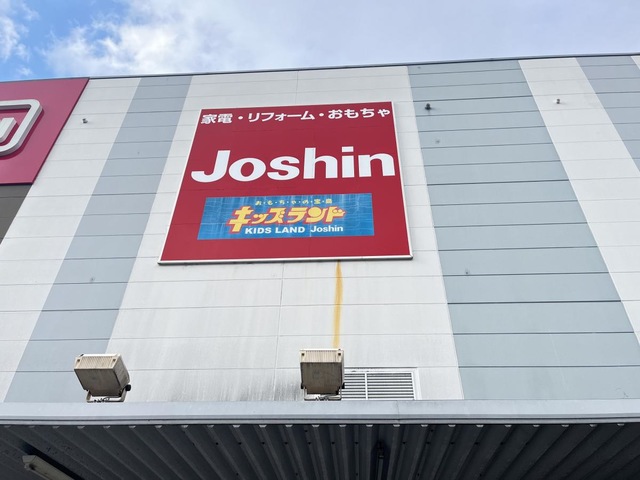 家電・リフォーム・おもちゃ
Joshin
お・も・ち・ゃ・の・宝・島
キッズランド
KIDS LAND Joshin